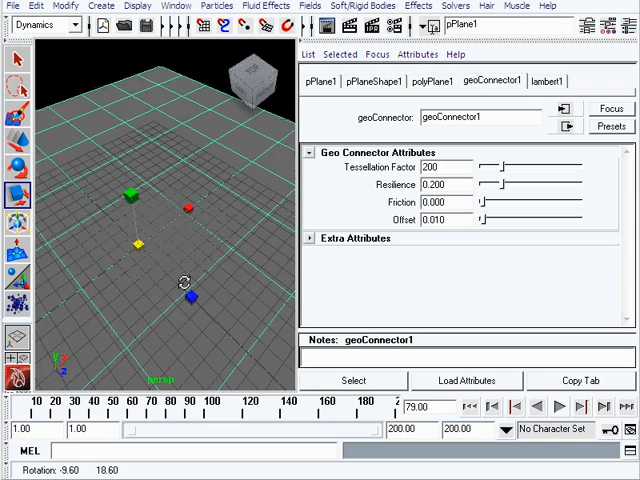 File Edit Modify Create Display Window Particles Fluid Effects Fields Soft/Rigid Bodies Effects Solvers Hair Muscle Help
Dynamics pPlane1
List Selected Focus Attributes Help
pPlane1 pPlaneShape1 polyPlane1 geoConnector1 lambert1
geoConnector: geoConnector1 Focus
Presets
Geo Connector Attributes
Tessellation Factor 200
Resilience 0.200
Friction 0.000
Offset 0.010
Extra Attributes
TOP
y x
z
persp
Notes: geoConnector1
Select Load Attributes Copy Tab
10 20 30 40 50 60 70 80 90 100 120 140 160 180 2 79.00
1.00 1.00 200.00 200.00 No Character Set
MEL
Rotation: -9.60 18.60